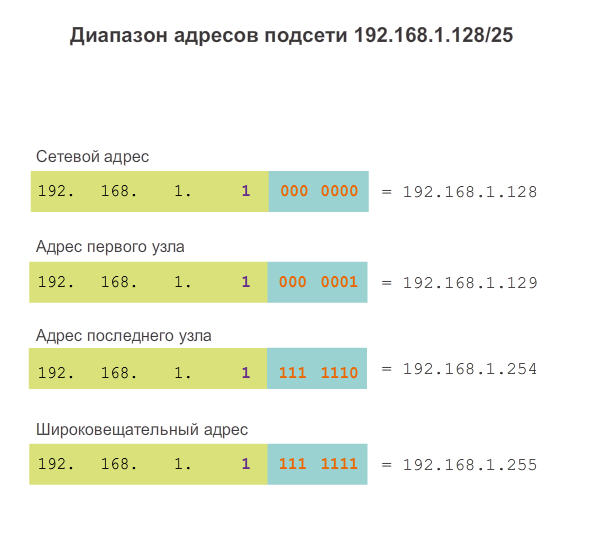 Диапазон адресов подсети 192.168.1.128/25
Сетевой адрес
192. 168. 1. 1 000 0000 = 192.168.1.128
Адрес первого узла
192. 168. 1. 1 000 0001 = 192.168.1.129
Адрес последнего узла
192. 168. 1. 1 111 1110 = 192.168.1.254
Широковещательный адрес
192. 168. 1. 1 111 1111 = 192.168.1.255